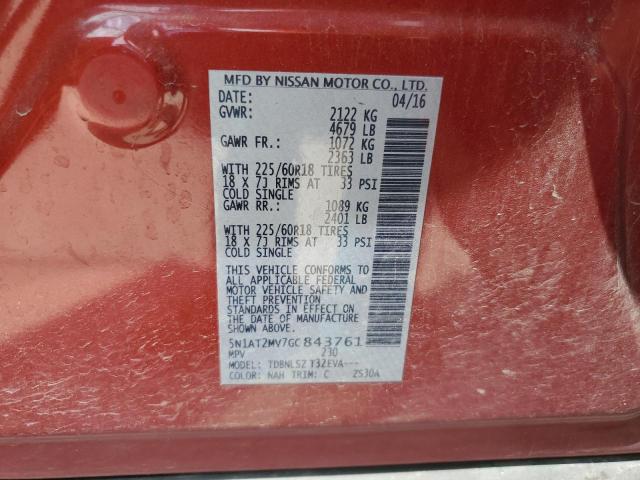 MFD BY NISSAN MOTOR CO., LTD.
DATE: 04/16
GVWR: 2122 KG
4679 LB
GAWR FR.: 1072 KG
2363 LB
WITH 225/60R18 TIRES
18 X 7J RIMS AT 33 PSI
COLD SINGLE
GAWR RR.: 1089 KG
2401 LB
WITH 225/60R18 TIRES
18 X 7J RIMS AT 33 PSI
COLD SINGLE
THIS VEHICLE CONFORMS TO
ALL APPLICABLE FEDERAL
MOTOR VEHICLE SAFETY AND
THEFT PREVENTION
STANDARDS IN EFFECT ON
THE DATE OF MANUFACTURE
SHOWN ABOVE.
5N1AT2MV7GC843761
MPV 230
MODEL: TDBNLSZ T32EVA---
COLOR: NAH TRIM: C 2S30A